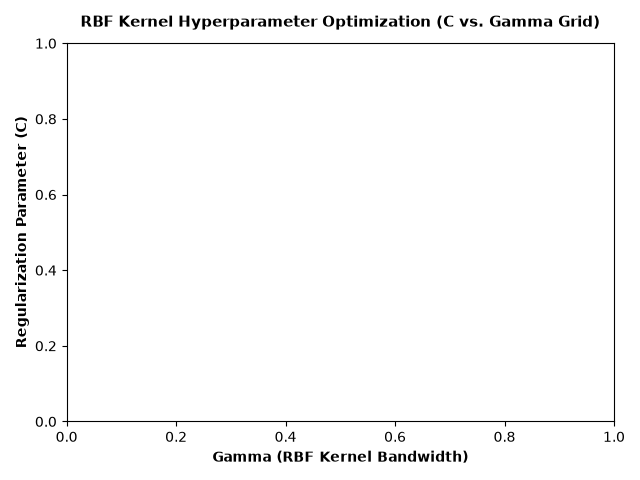 RBF Kernel Hyperparameter Optimization (C vs. Gamma Grid)
Regularization Parameter (C)
1.0
0.8
0.6
0.4
0.2
0.0
0.0 0.2 0.4 0.6 0.8 1.0
Gamma (RBF Kernel Bandwidth)